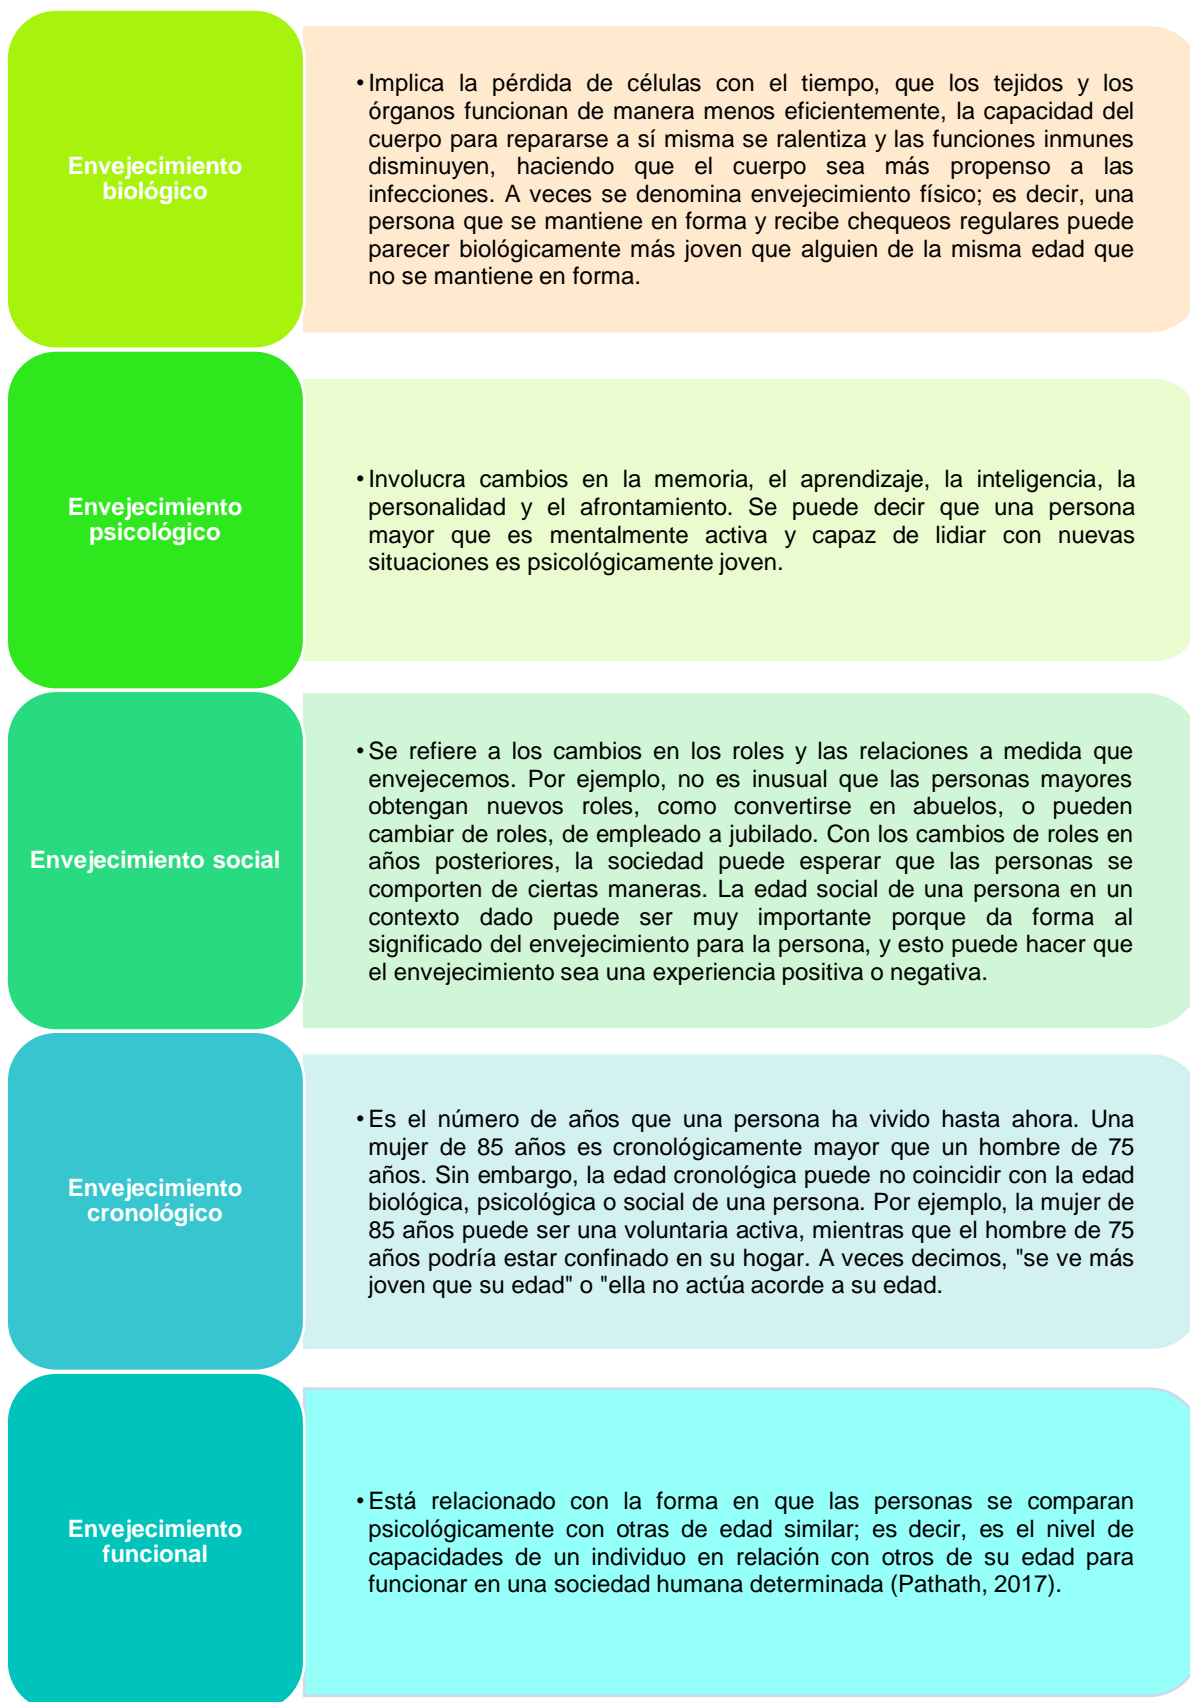 Envejecimiento
biológico
•Implica la pérdida de células con el tiempo, que los tejidos y los
órganos funcionan de manera menos eficientemente, la capacidad del
cuerpo para repararse a sí misma se ralentiza y las funciones inmunes
disminuyen, haciendo que el cuerpo sea más propenso a las
infecciones. A veces se denomina envejecimiento físico; es decir, una
persona que se mantiene en forma y recibe chequeos regulares puede
parecer biológicamente más joven que alguien de la misma edad que
no se mantiene en forma.
Envejecimiento
psicológico
•Involucra cambios en la memoria, el aprendizaje, la inteligencia, la
personalidad y el afrontamiento. Se puede decir que una persona
mayor que es mentalmente activa y capaz de lidiar con nuevas
situaciones es psicológicamente joven.
Envejecimiento social
•Se refiere a los cambios en los roles y las relaciones a medida que
envejecemos. Por ejemplo, no es inusual que las personas mayores
obtengan nuevos roles, como convertirse en abuelos, o pueden
cambiar de roles, de empleado a jubilado. Con los cambios de roles en
años posteriores, la sociedad puede esperar que las personas se
comporten de ciertas maneras. La edad social de una persona en un
contexto dado puede ser muy importante porque da forma al
significado del envejecimiento para la persona, y esto puede hacer que
el envejecimiento sea una experiencia positiva o negativa.
Envejecimiento
cronológico
•Es el número de años que una persona ha vivido hasta ahora. Una
mujer de 85 años es cronológicamente mayor que un hombre de 75
años. Sin embargo, la edad cronológica puede no coincidir con la edad
biológica, psicológica o social de una persona. Por ejemplo, la mujer de
85 años puede ser una voluntaria activa, mientras que el hombre de 75
años podría estar confinado en su hogar. A veces decimos, "se ve más
joven que su edad" o "ella no actúa acorde a su edad.
Envejecimiento
funcional
•Está relacionado con la forma en que las personas se comparan
psicológicamente con otras de edad similar; es decir, es el nivel de
capacidades de un individuo en relación con otros de su edad para
funcionar en una sociedad humana determinada (Pathath, 2017).